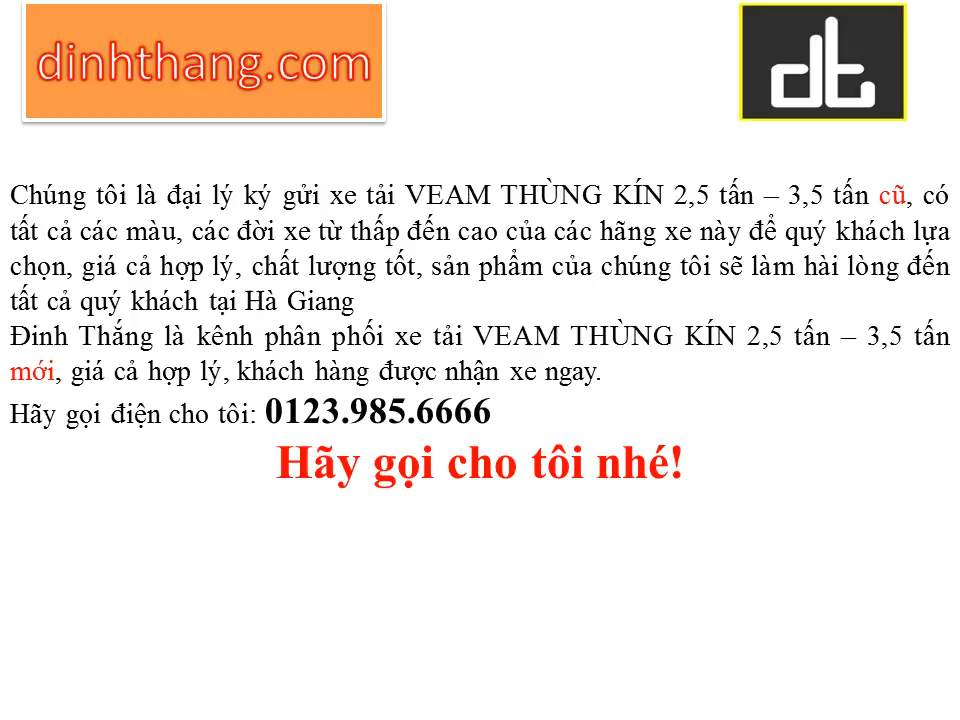 dinhthang.com
dt
Chúng tôi là đại lý ký gửi xe tải VEAM THÙNG KÍN 2,5 tấn – 3,5 tấn cũ, có
tất cả các màu, các đời xe từ thấp đến cao của các hãng xe này để quý khách lựa
chọn, giá cả hợp lý, chất lượng tốt, sản phẩm của chúng tôi sẽ làm hài lòng đến
tất cả quý khách tại Hà Giang
Đinh Thắng là kênh phân phối xe tải VEAM THÙNG KÍN 2,5 tấn – 3,5 tấn
mới, giá cả hợp lý, khách hàng được nhận xe ngay.
Hãy gọi điện cho tôi: 0123.985.6666
Hãy gọi cho tôi nhé!